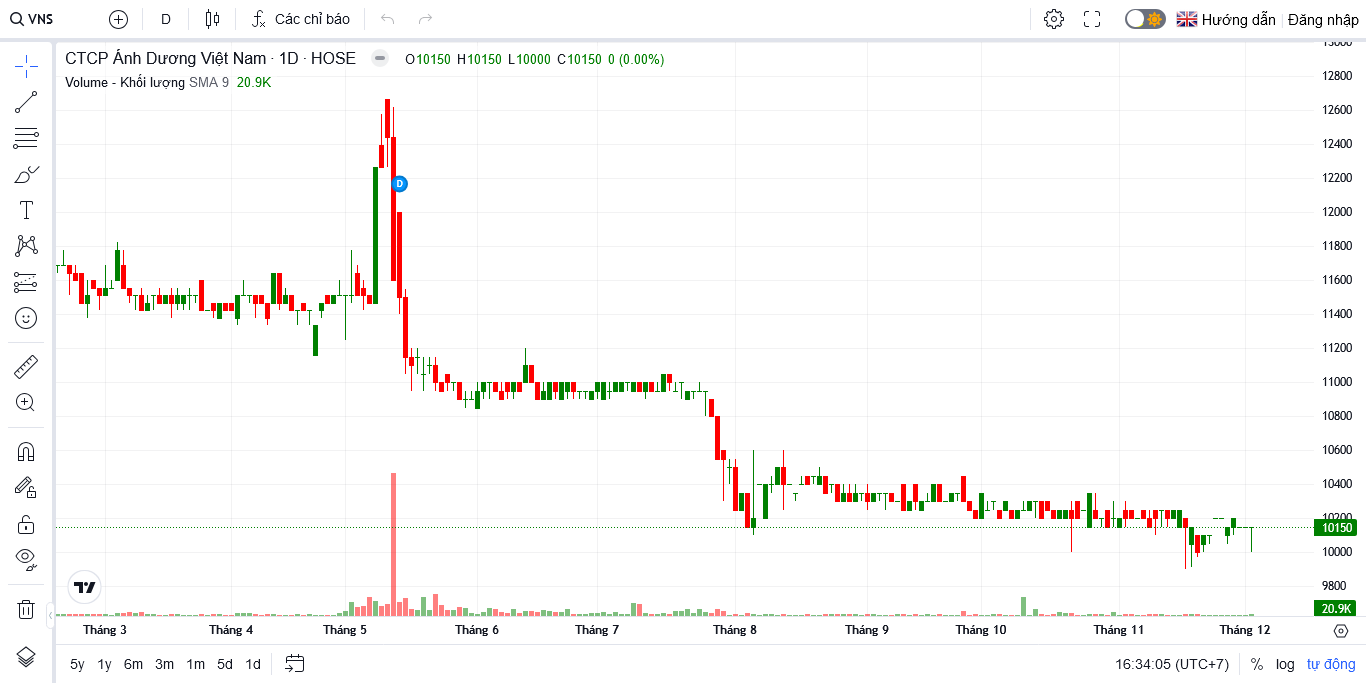 VNS D Các chỉ báo Hướng dẫn Đăng nhập
CTCP Ánh Dương Việt Nam · 1D · HOSE O10150 H10150 L10000 C10150 0 (0.00%)
Volume - Khối lượng SMA 9 20.9K
D
13000
12800
12600
12400
12200
12000
11800
11600
11400
11200
11000
10800
10600
10400
10200
10150
10000
9800
20.9K
Tháng 3 Tháng 4 Tháng 5 Tháng 6 Tháng 7 Tháng 8 Tháng 9 Tháng 10 Tháng 11 Tháng 12
5y 1y 6m 3m 1m 5d 1d 16:34:05 (UTC+7) % log tự động